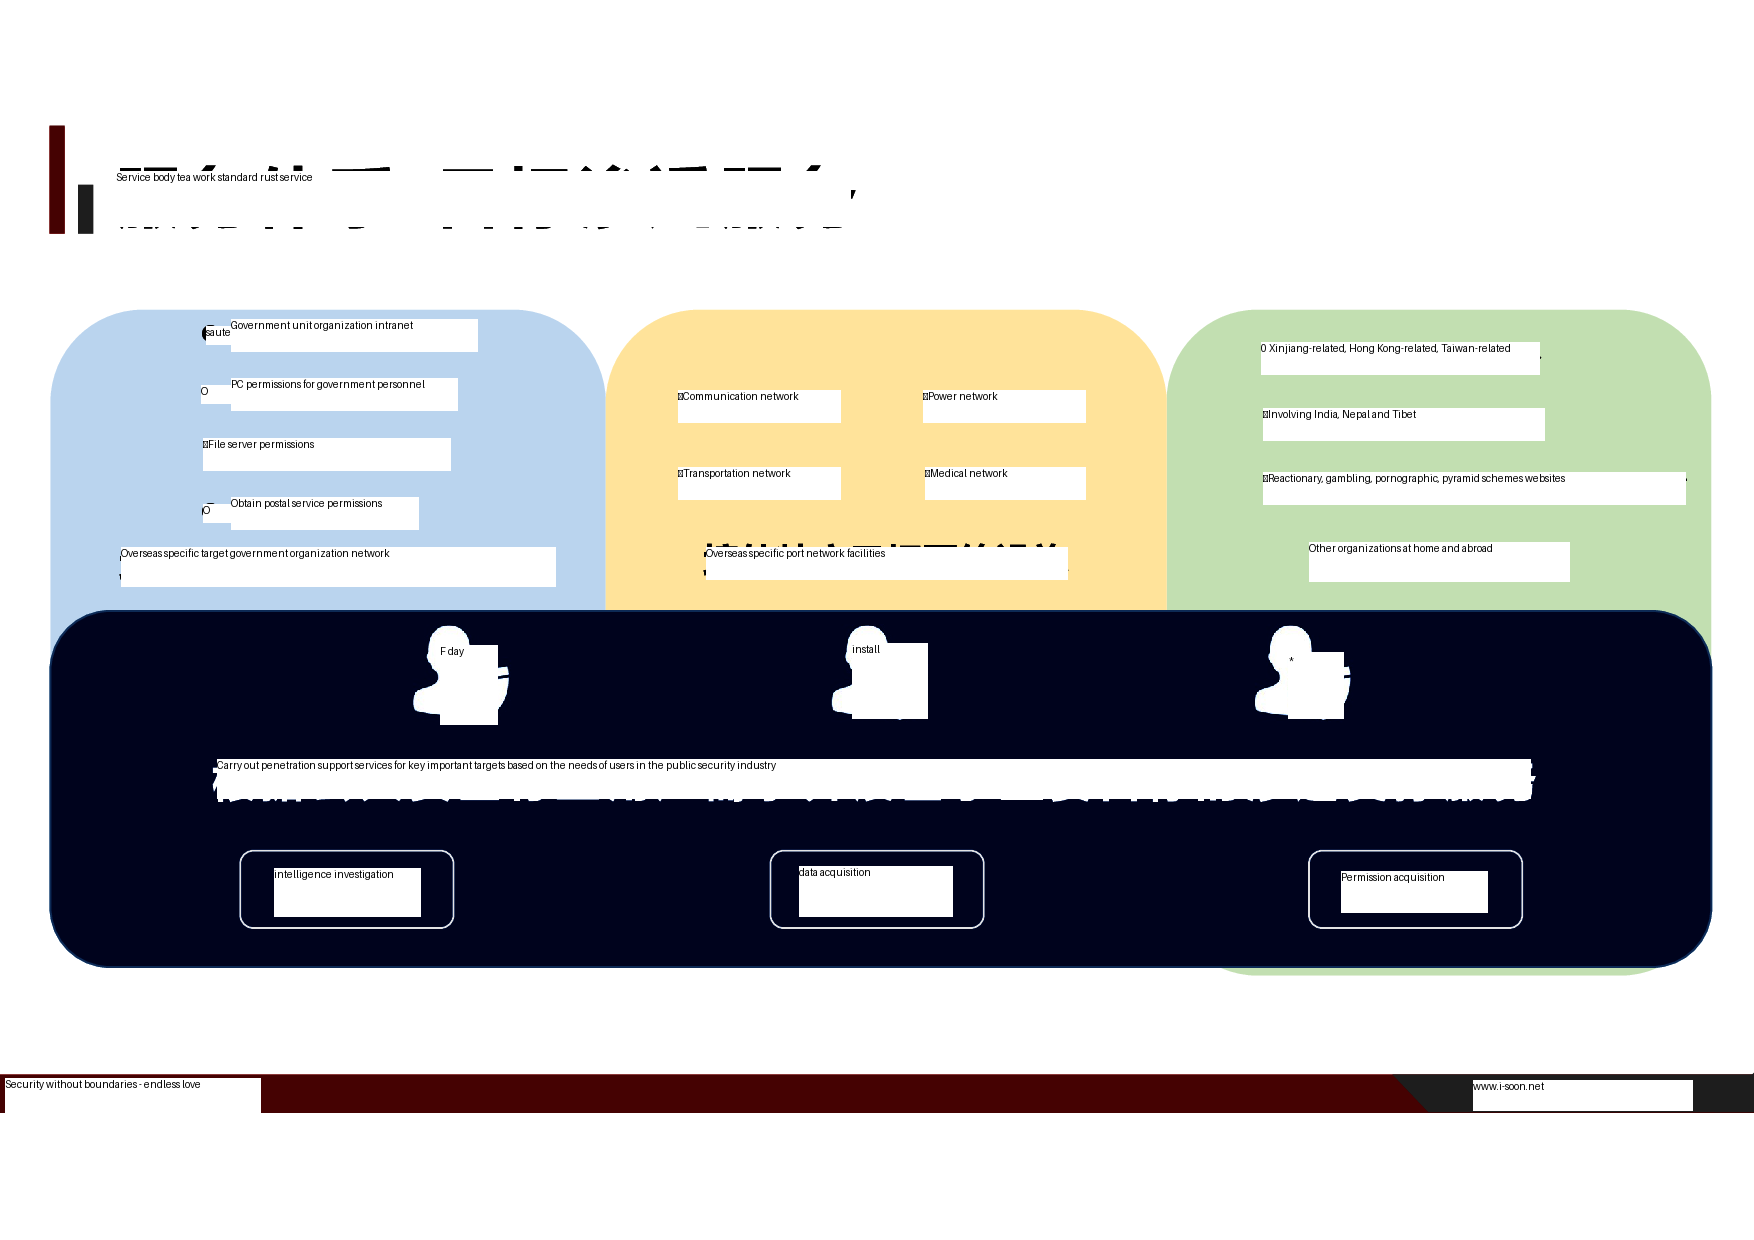 Service body tea work standard rust service
saute
Government unit organization intranet
O
PC permissions for government personnel
File server permissions
O
Obtain postal service permissions
Overseas specific target government organization network
Communication network
Power network
Transportation network
Medical network
Overseas specific port network facilities
0 Xinjiang-related, Hong Kong-related, Taiwan-related
Involving India, Nepal and Tibet
Reactionary, gambling, pornographic, pyramid schemes websites
Other organizations at home and abroad
F day
install
*
Carry out penetration support services for key important targets based on the needs of users in the public security industry
intelligence investigation
data acquisition
Permission acquisition
Security without boundaries - endless love
www.i-soon.net